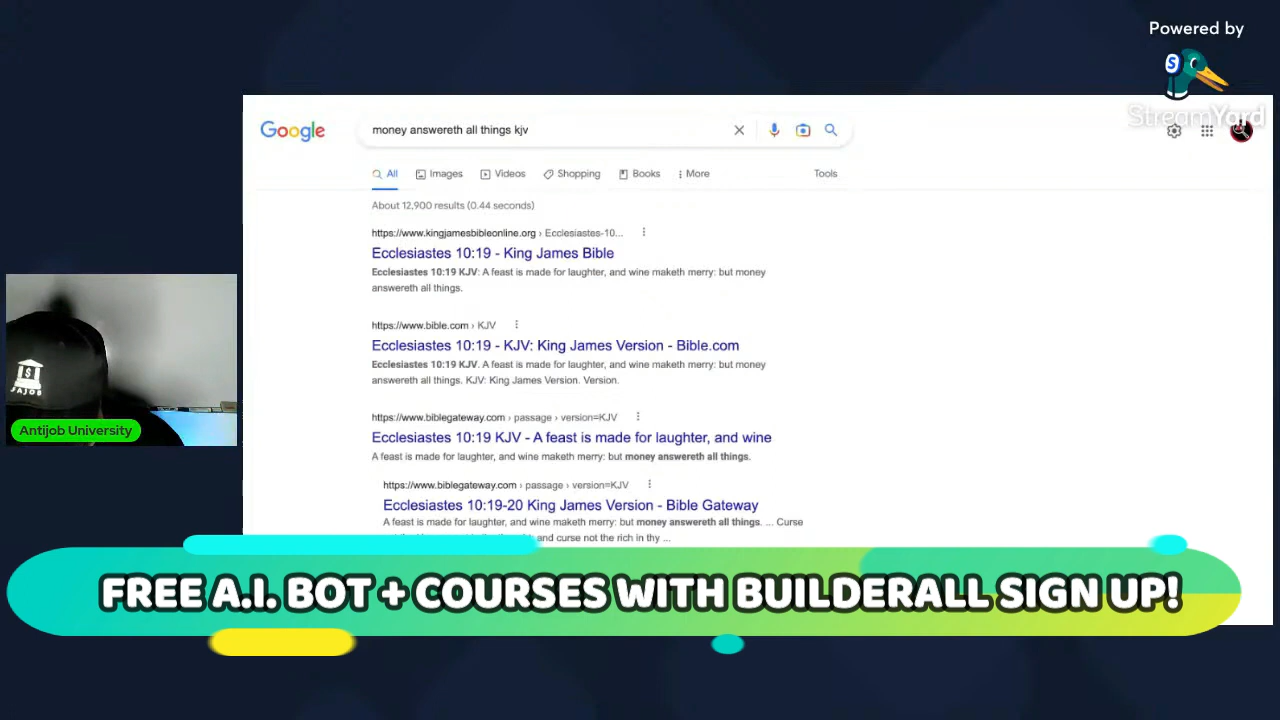 Powered by
S
StreamYard
Google
money answereth all things kjv
All
Images
Videos
Shopping
Books
More
Tools
About 12,900 results (0.44 seconds)
https://www.kingjamesbibleonline.org › Ecclesiastes-10...
Ecclesiastes 10:19 - King James Bible
Ecclesiastes 10:19 KJV: A feast is made for laughter, and wine maketh merry: but money
answereth all things.
https://www.bible.com › KJV
Ecclesiastes 10:19 - KJV: King James Version - Bible.com
Ecclesiastes 10:19 KJV. A feast is made for laughter, and wine maketh merry: but money
answereth all things. KJV: King James Version. Version.
https://www.biblegateway.com › passage › version=KJV
Ecclesiastes 10:19 KJV - A feast is made for laughter, and wine
A feast is made for laughter, and wine maketh merry: but money answereth all things.
https://www.biblegateway.com › passage › version=KJV
Ecclesiastes 10:19-20 King James Version - Bible Gateway
A feast is made for laughter, and wine maketh merry: but money answereth all things. ... Curse
and curse not the rich in thy ...
$
JAJOB
Antijob University
FREE A.I. BOT + COURSES WITH BUILDERALL SIGN UP!